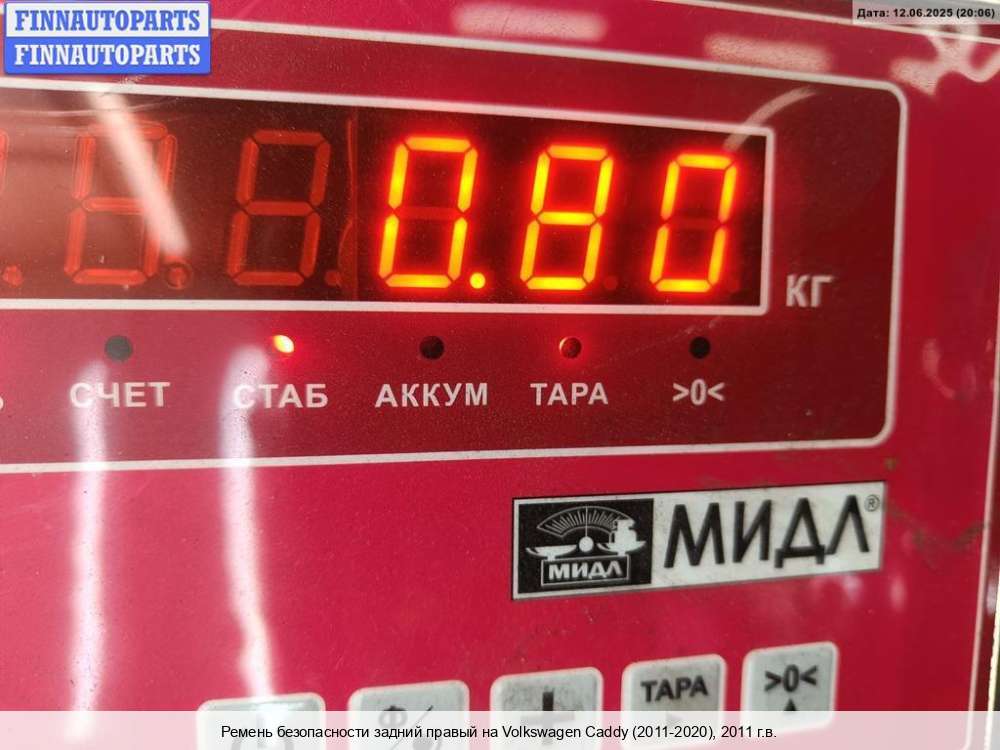 FINNAUTOPARTS
FINNAUTOPARTS
Дата: 12.06.2025 (20:06)
0.80
КГ
СЧЕТ
СТАБ
АККУМ
ТАРА
>0<
МИДЛ
МИДЛ®
ТАРА
>0<
Ремень безопасности задний правый на Volkswagen Caddy (2011-2020), 2011 г.в.